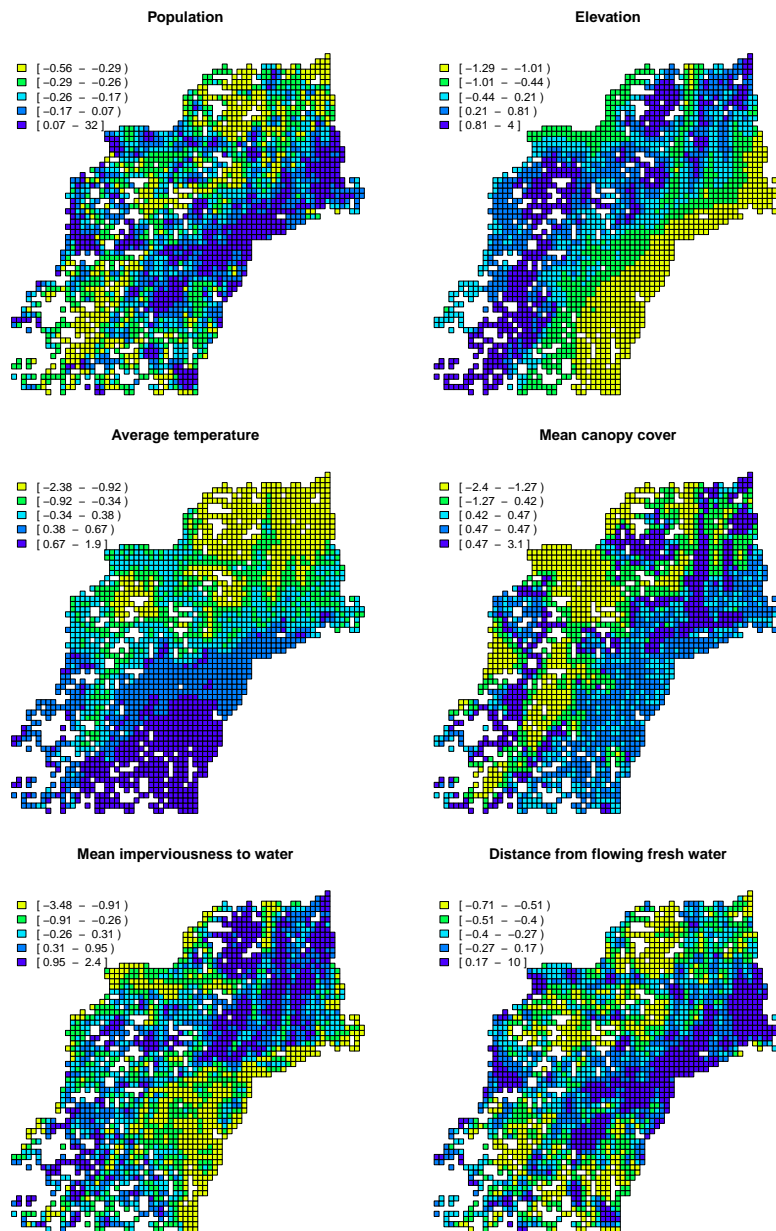 Population
[ −0.56 − −0.29 )
[ −0.29 − −0.26 )
[ −0.26 − −0.17 )
[ −0.17 − 0.07 )
[ 0.07 − 32 ]
Elevation
[ −1.29 − −1.01 )
[ −1.01 − −0.44 )
[ −0.44 − 0.21 )
[ 0.21 − 0.81 )
[ 0.81 − 4 ]
Average temperature
[ −2.38 − −0.92 )
[ −0.92 − −0.34 )
[ −0.34 − 0.38 )
[ 0.38 − 0.67 )
[ 0.67 − 1.9 ]
Mean canopy cover
[ −2.4 − −1.27 )
[ −1.27 − 0.42 )
[ 0.42 − 0.47 )
[ 0.47 − 0.47 )
[ 0.47 − 3.1 ]
Mean imperviousness to water
[ −3.48 − −0.91 )
[ −0.91 − −0.26 )
[ −0.26 − 0.31 )
[ 0.31 − 0.95 )
[ 0.95 − 2.4 ]
Distance from flowing fresh water
[ −0.71 − −0.51 )
[ −0.51 − −0.4 )
[ −0.4 − −0.27 )
[ −0.27 − 0.17 )
[ 0.17 − 10 ]